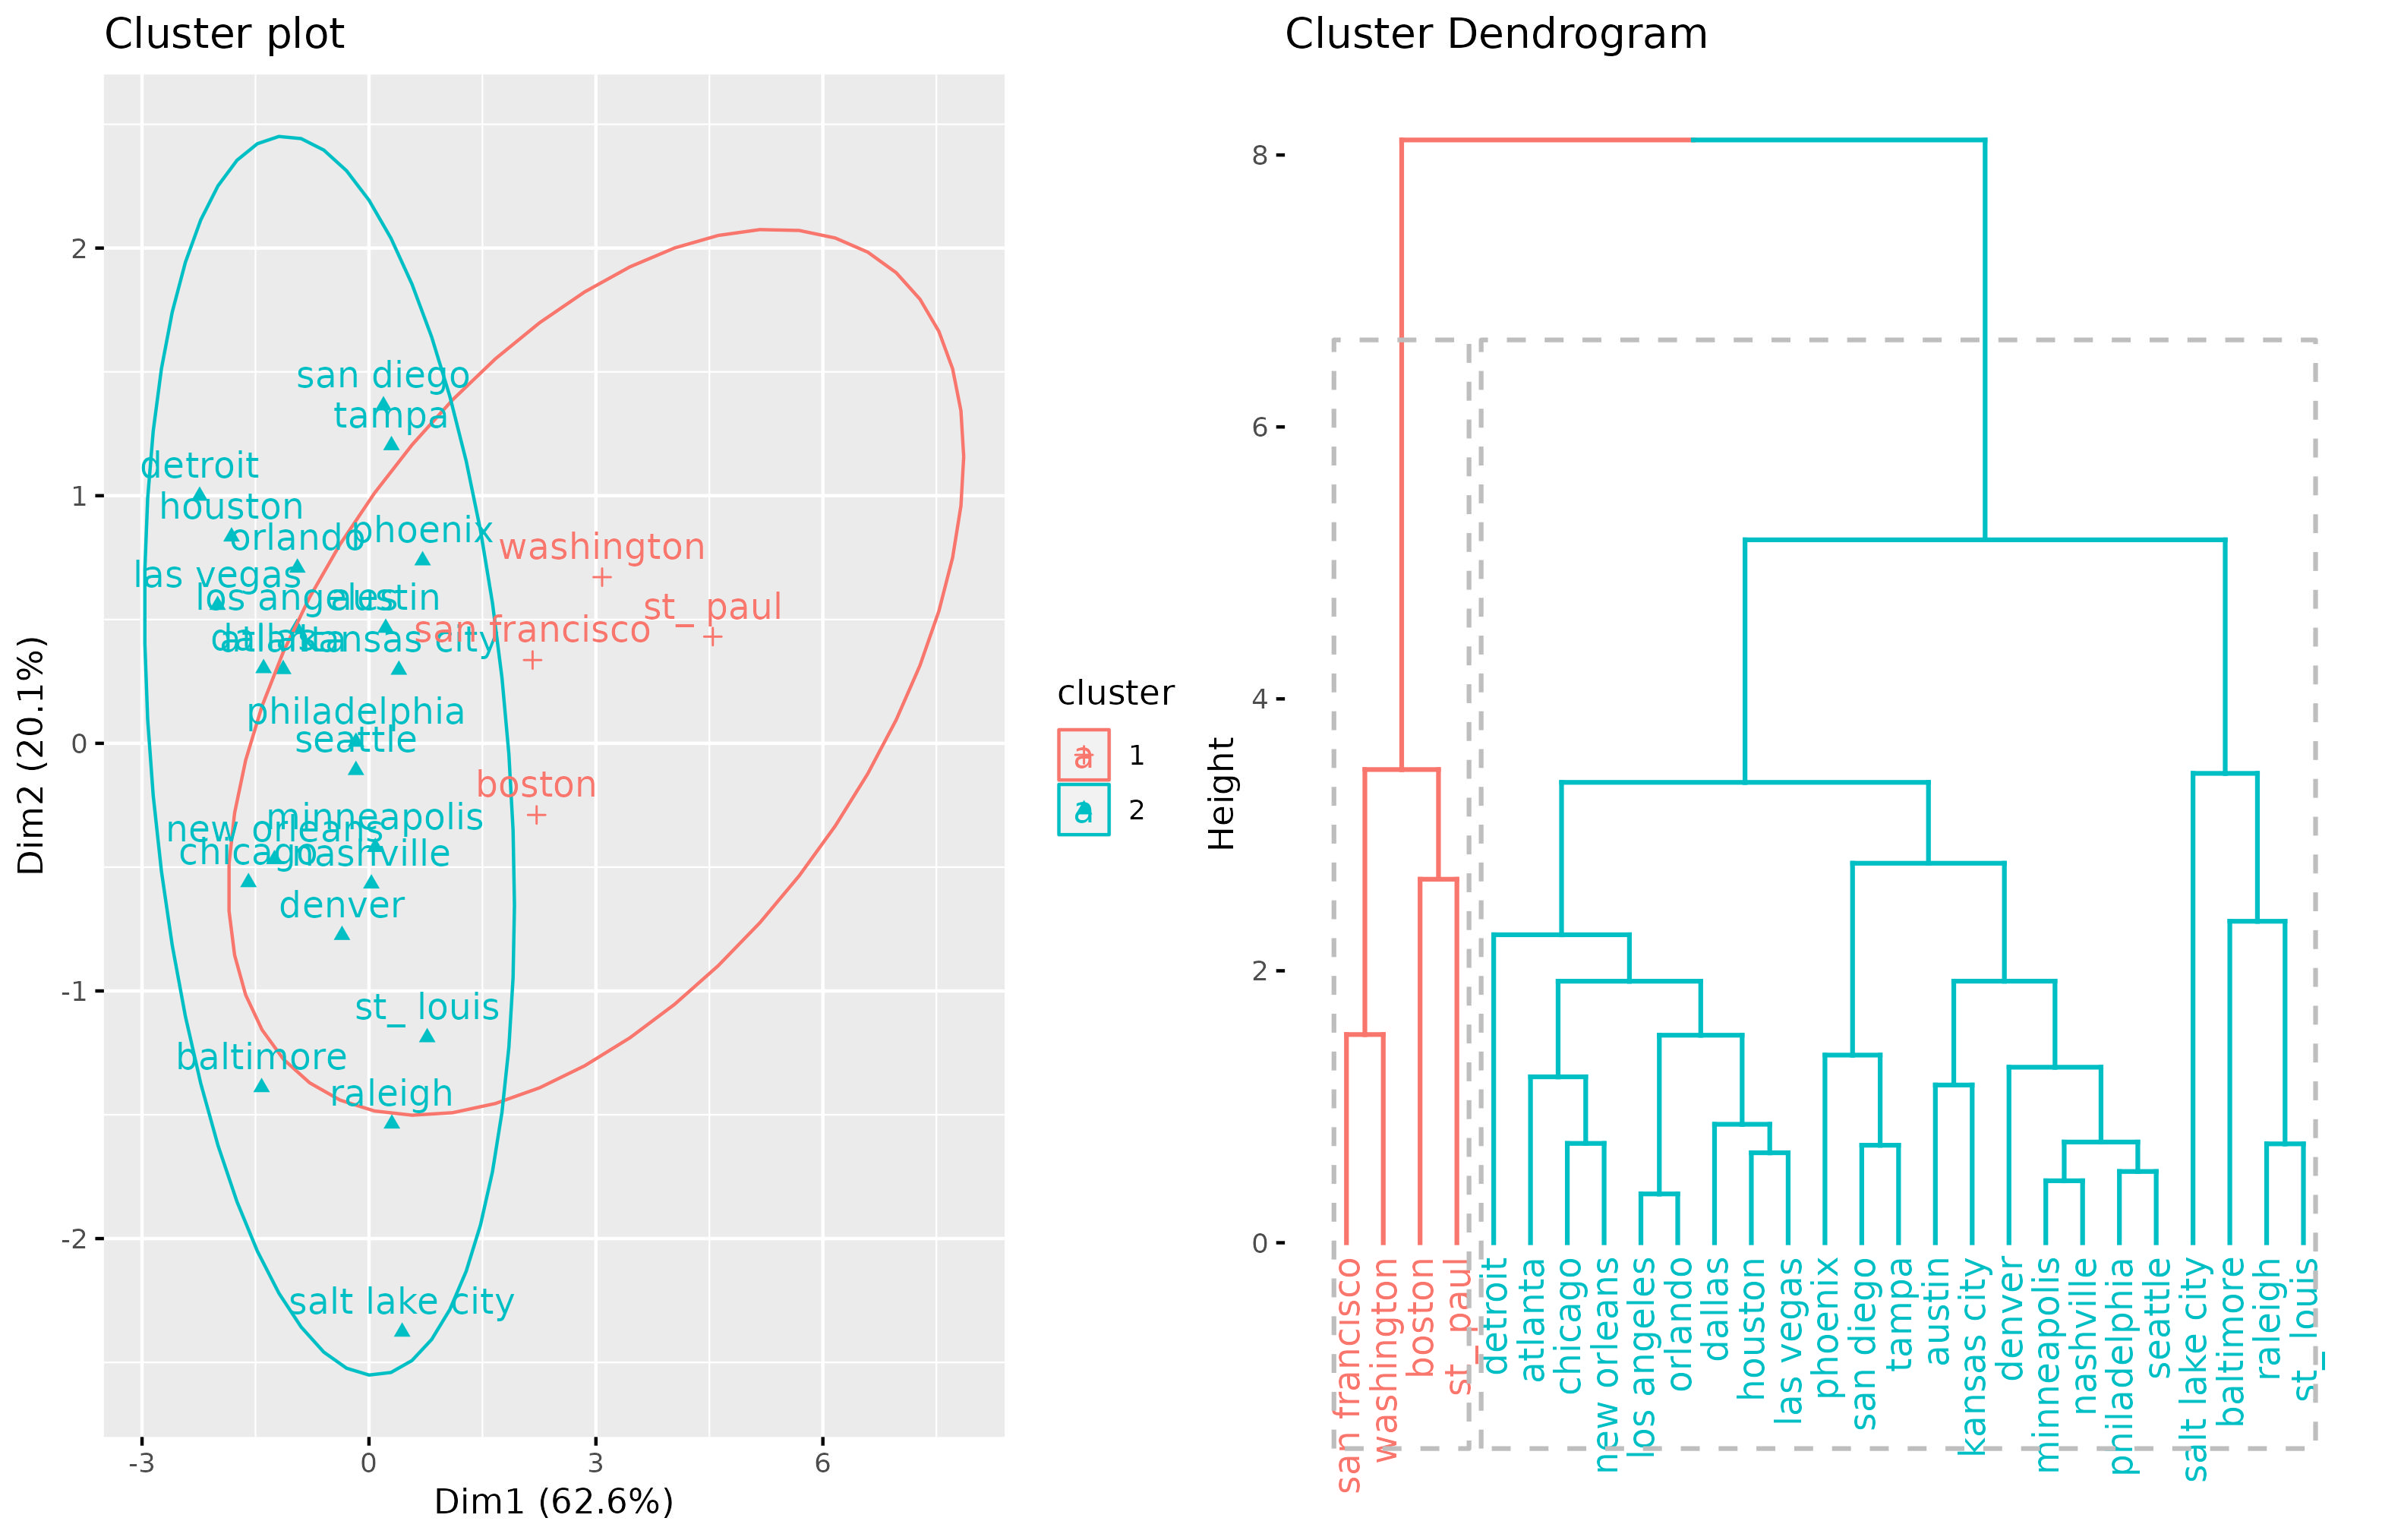 Cluster plot
Dim2 (20.1%)
2
1
0
-1
-2
san diego
tampa
detroit
houston
orlando
phoenix
washington
las vegas
los angeles
austin
st_ paul
san francisco
dallas
atlanta
kansas city
philadelphia
seattle
boston
minneapolis
new orleans
chicago
nashville
denver
st_ louis
baltimore
raleigh
salt lake city
-3
0
3
6
Dim1 (62.6%)
cluster
a
1
a
2
Cluster Dendrogram
Height
8
6
4
2
0
san francisco
washington
boston
st_ paul
detroit
atlanta
chicago
new orleans
los angeles
orlando
dallas
houston
las vegas
phoenix
san diego
tampa
austin
kansas city
denver
minneapolis
nashville
philadelphia
seattle
salt lake city
baltimore
raleigh
st_ louis